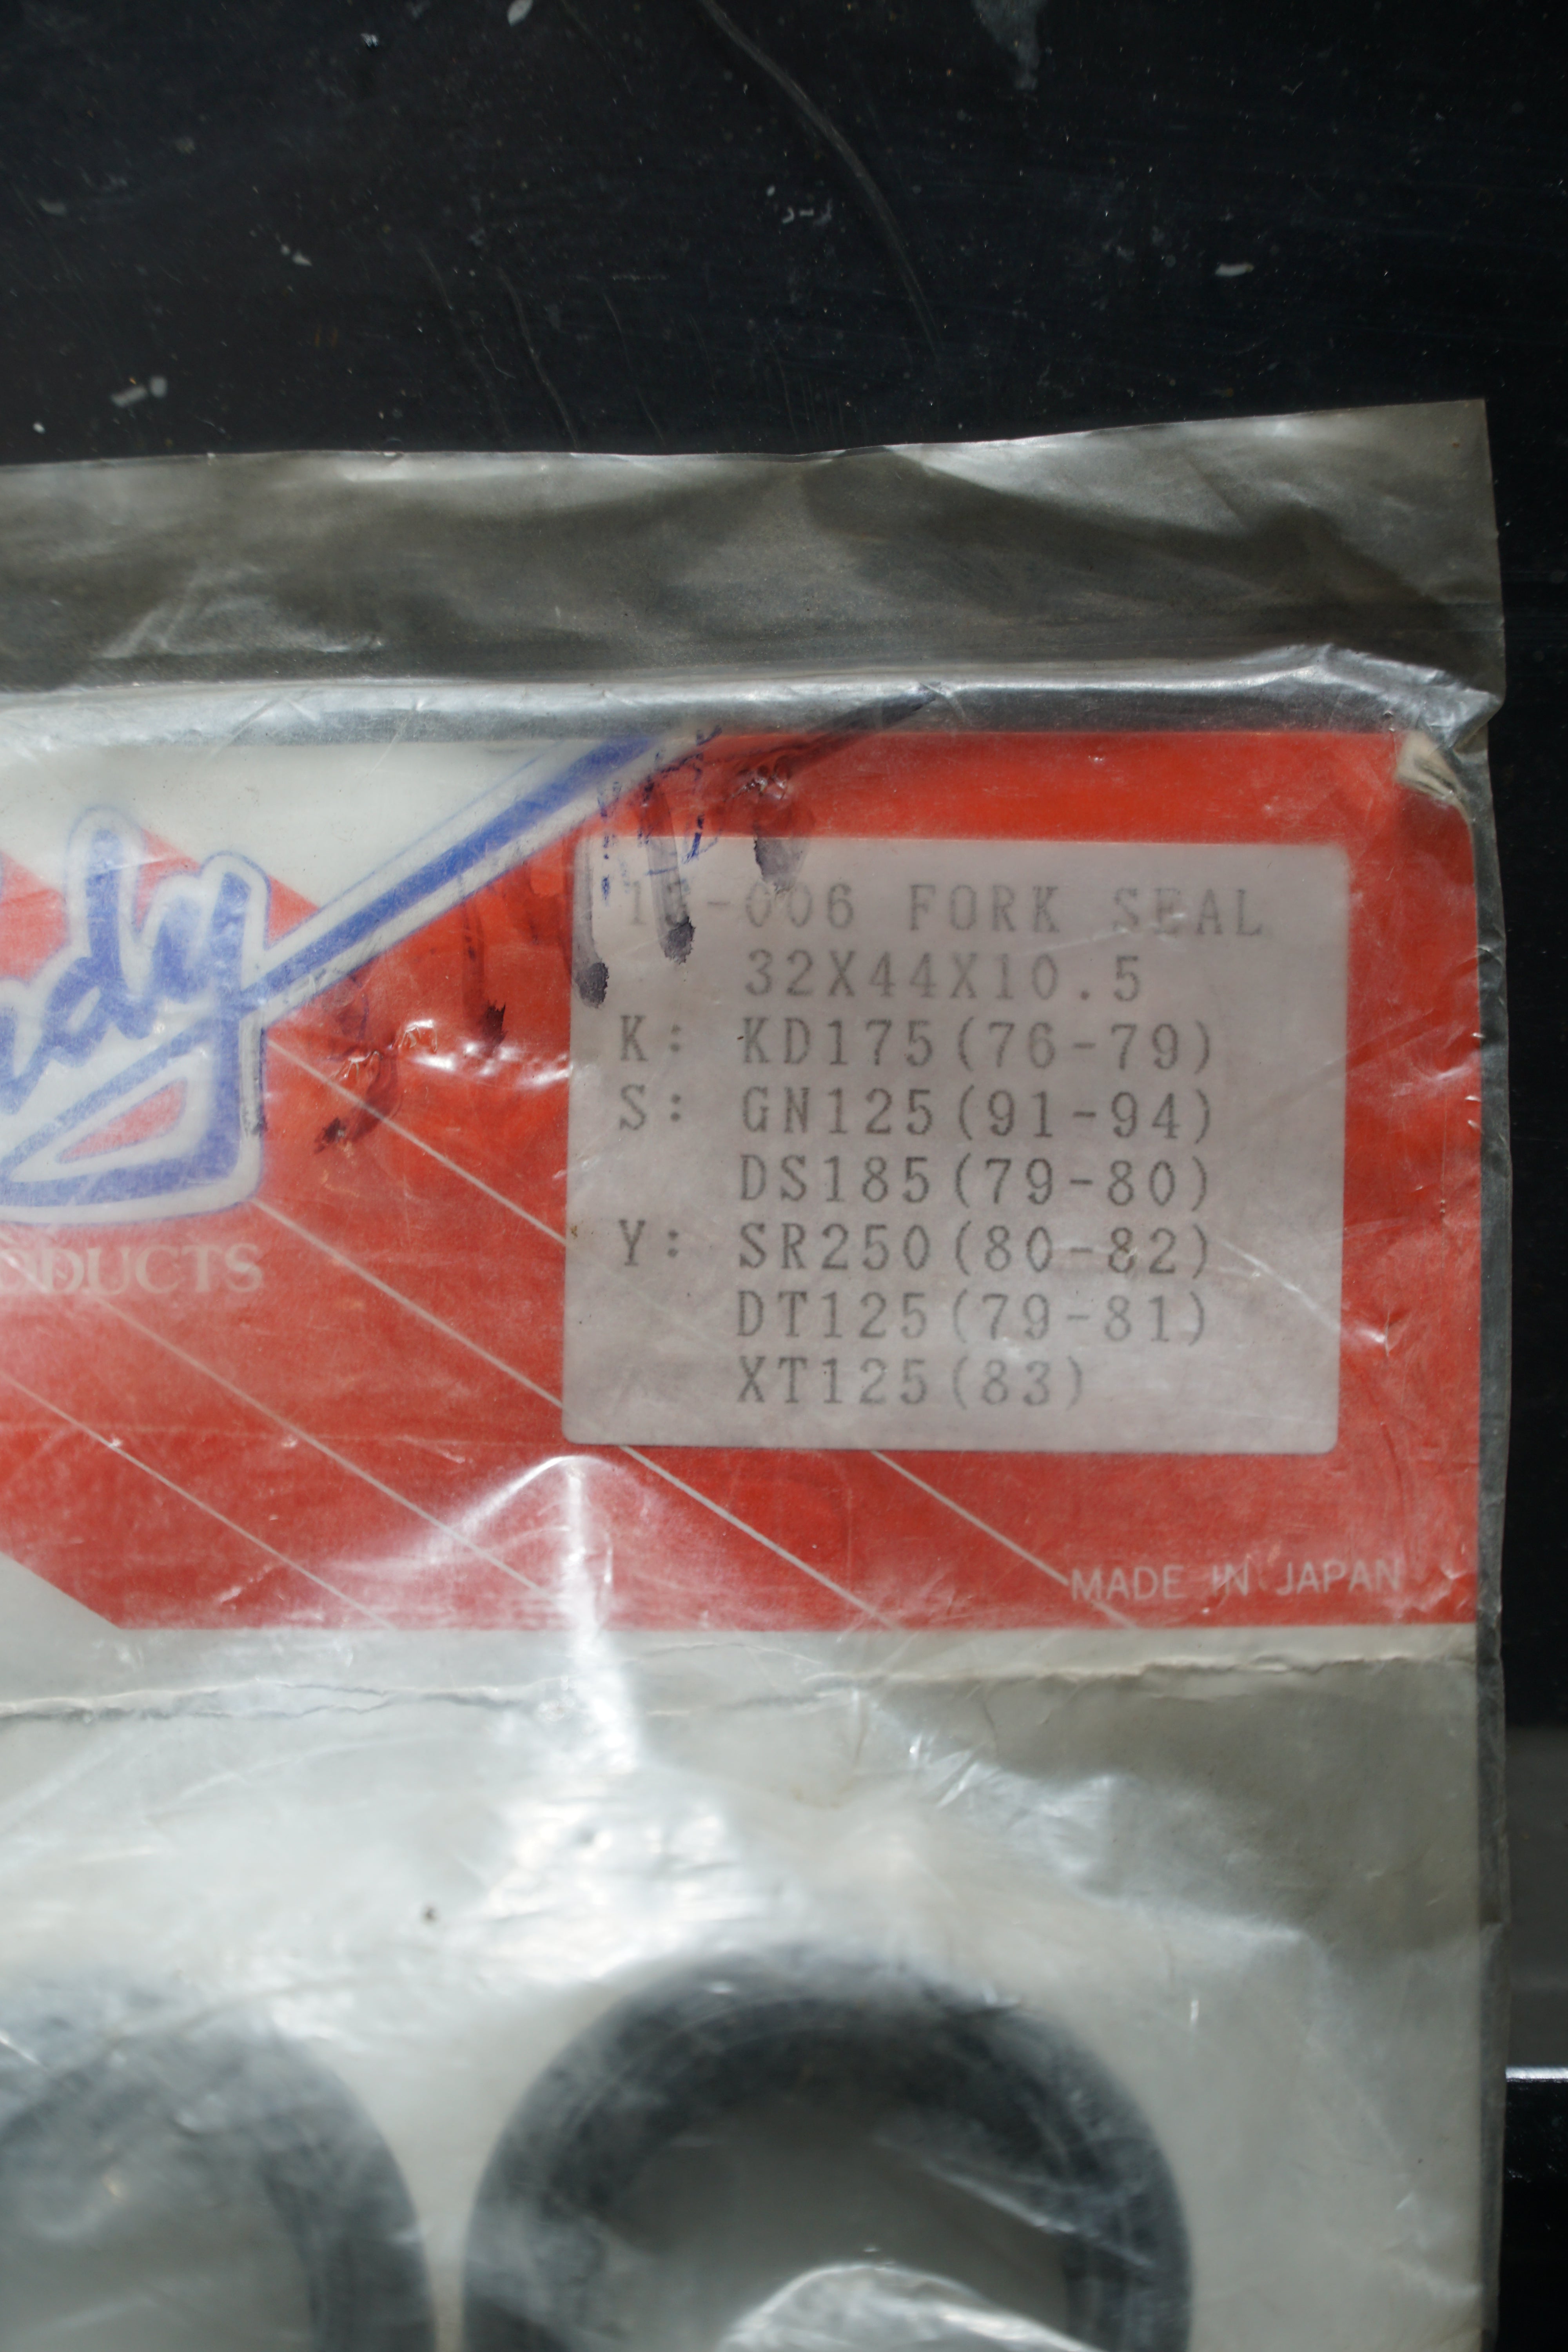 -006 FORK SEAL
32X44X10.5
K: KD175(76-79)
S: GN125(91-94)
DS185(79-80)
Y: SR250(80-82)
DT125(79-81)
XT125(83)
MADE IN JAPAN